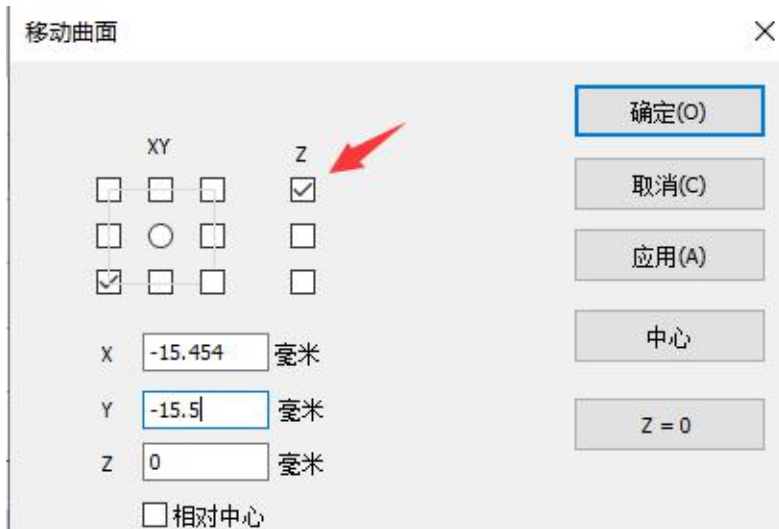 移动曲面
确定(O)
XY Z
取消(C)
应用(A)
中心
X -15.454 毫米
Y -15.5 毫米
Z = 0
Z 0 毫米
相对中心